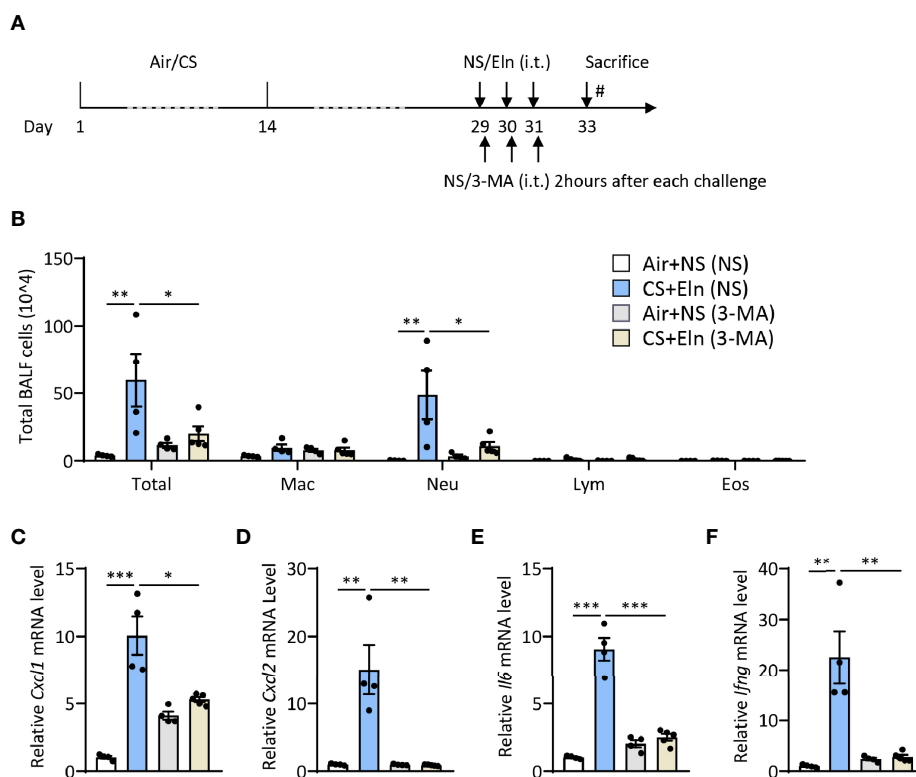 A
Air/CS
NS/Eln (i.t.)
Sacrifice
#
Day
1
14
29
30
31
33
NS/3-MA (i.t.) 2hours after each challenge
B
Total BALF cells (10^4)
150
100
50
0
** *
** *
Air+NS (NS)
CS+Eln (NS)
Air+NS (3-MA)
CS+Eln (3-MA)
Total
Mac
Neu
Lym
Eos
C
Relative Cxcl1 mRNA level
15
10
5
0
*** *
D
Relative Cxcl2 mRNA Level
30
20
10
0
** **
E
Relative Il6 mRNA level
15
10
5
0
*** ***
F
Relative Ifng mRNA level
40
30
20
10
0
** **